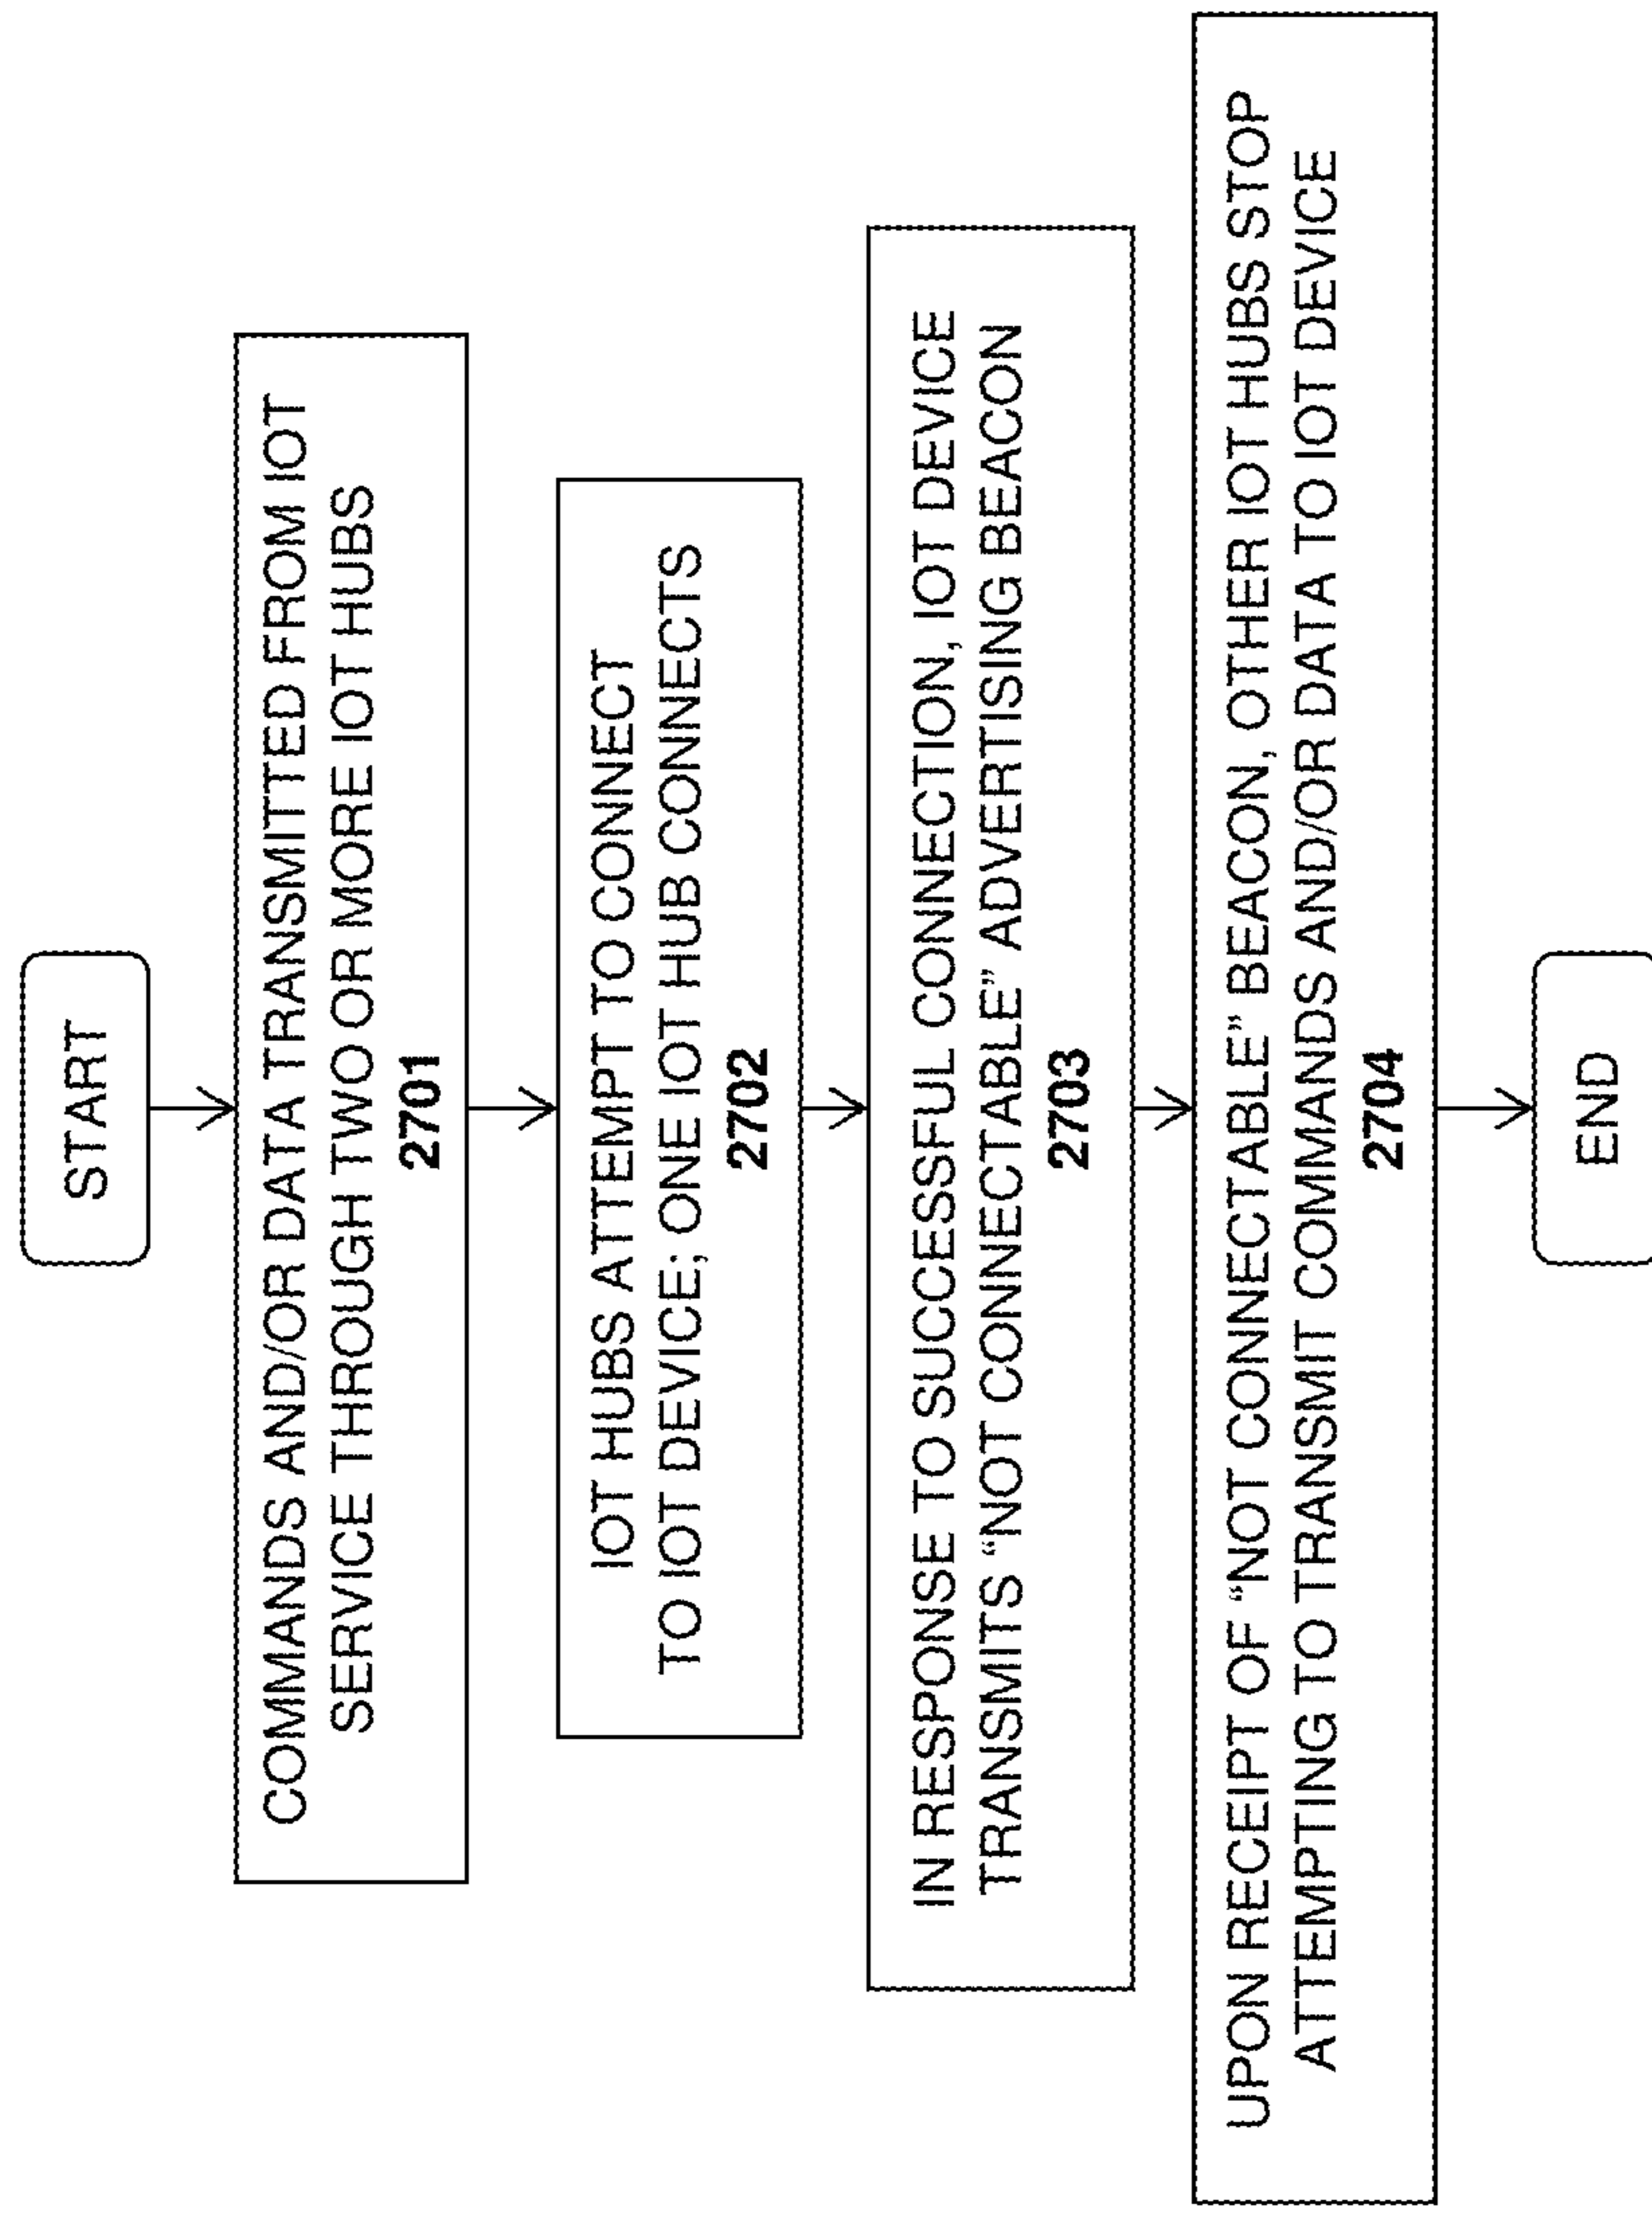 START
COMMANDS AND/OR DATA TRANSMITTED FROM IOT
SERVICE THROUGH TWO OR MORE IOT HUBS
2701
IOT HUBS ATTEMPT TO CONNECT
TO IOT DEVICE; ONE IOT HUB CONNECTS
2702
IN RESPONSE TO SUCCESSFUL CONNECTION, IOT DEVICE
TRANSMITS “NOT CONNECTABLE” ADVERTISING BEACON
2703
UPON RECEIPT OF “NOT CONNECTABLE” BEACON, OTHER IOT HUBS STOP
ATTEMPTING TO TRANSMIT COMMANDS AND/OR DATA TO IOT DEVICE
2704
END